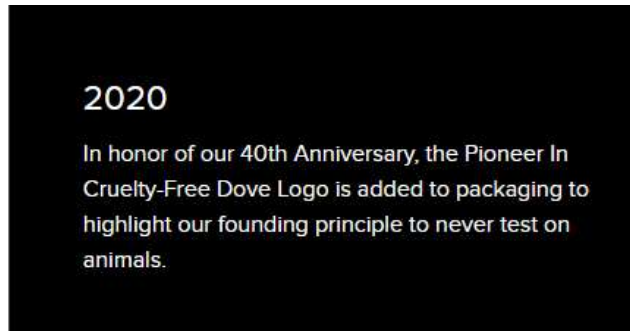 2020
In honor of our 40th Anniversary, the Pioneer In
Cruelty-Free Dove Logo is added to packaging to
highlight our founding principle to never test on
animals.